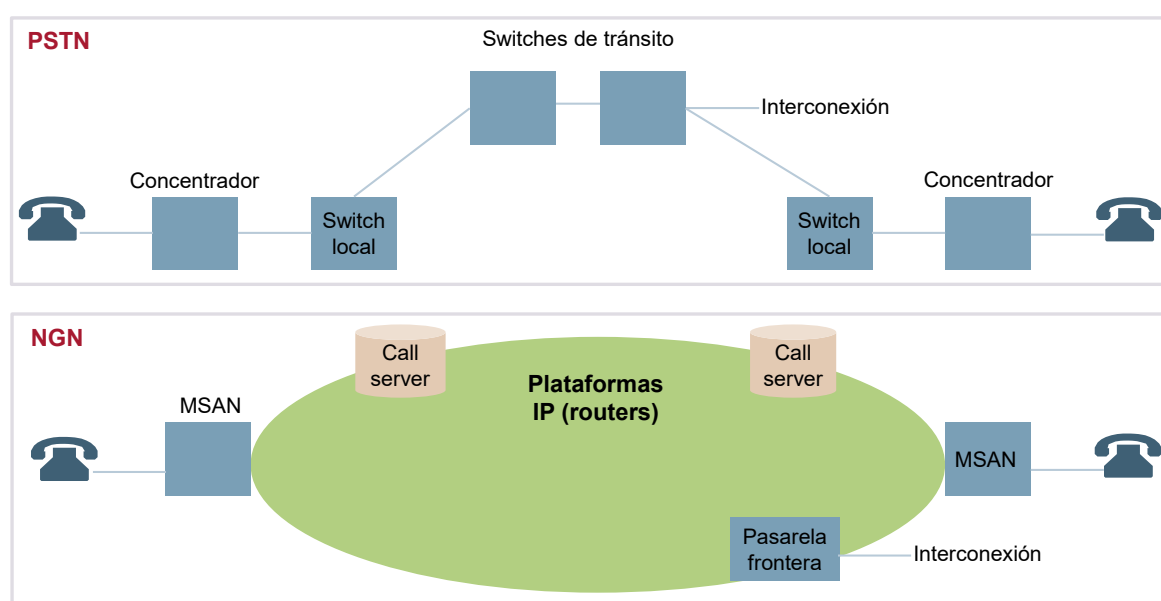 PSTN
Switches de tránsito
Interconexión
Concentrador
Concentrador
Switch
local
Switch
local
NGN
Call
server
Call
server
Plataformas
IP (routers)
MSAN
MSAN
Pasarela
frontera
Interconexión